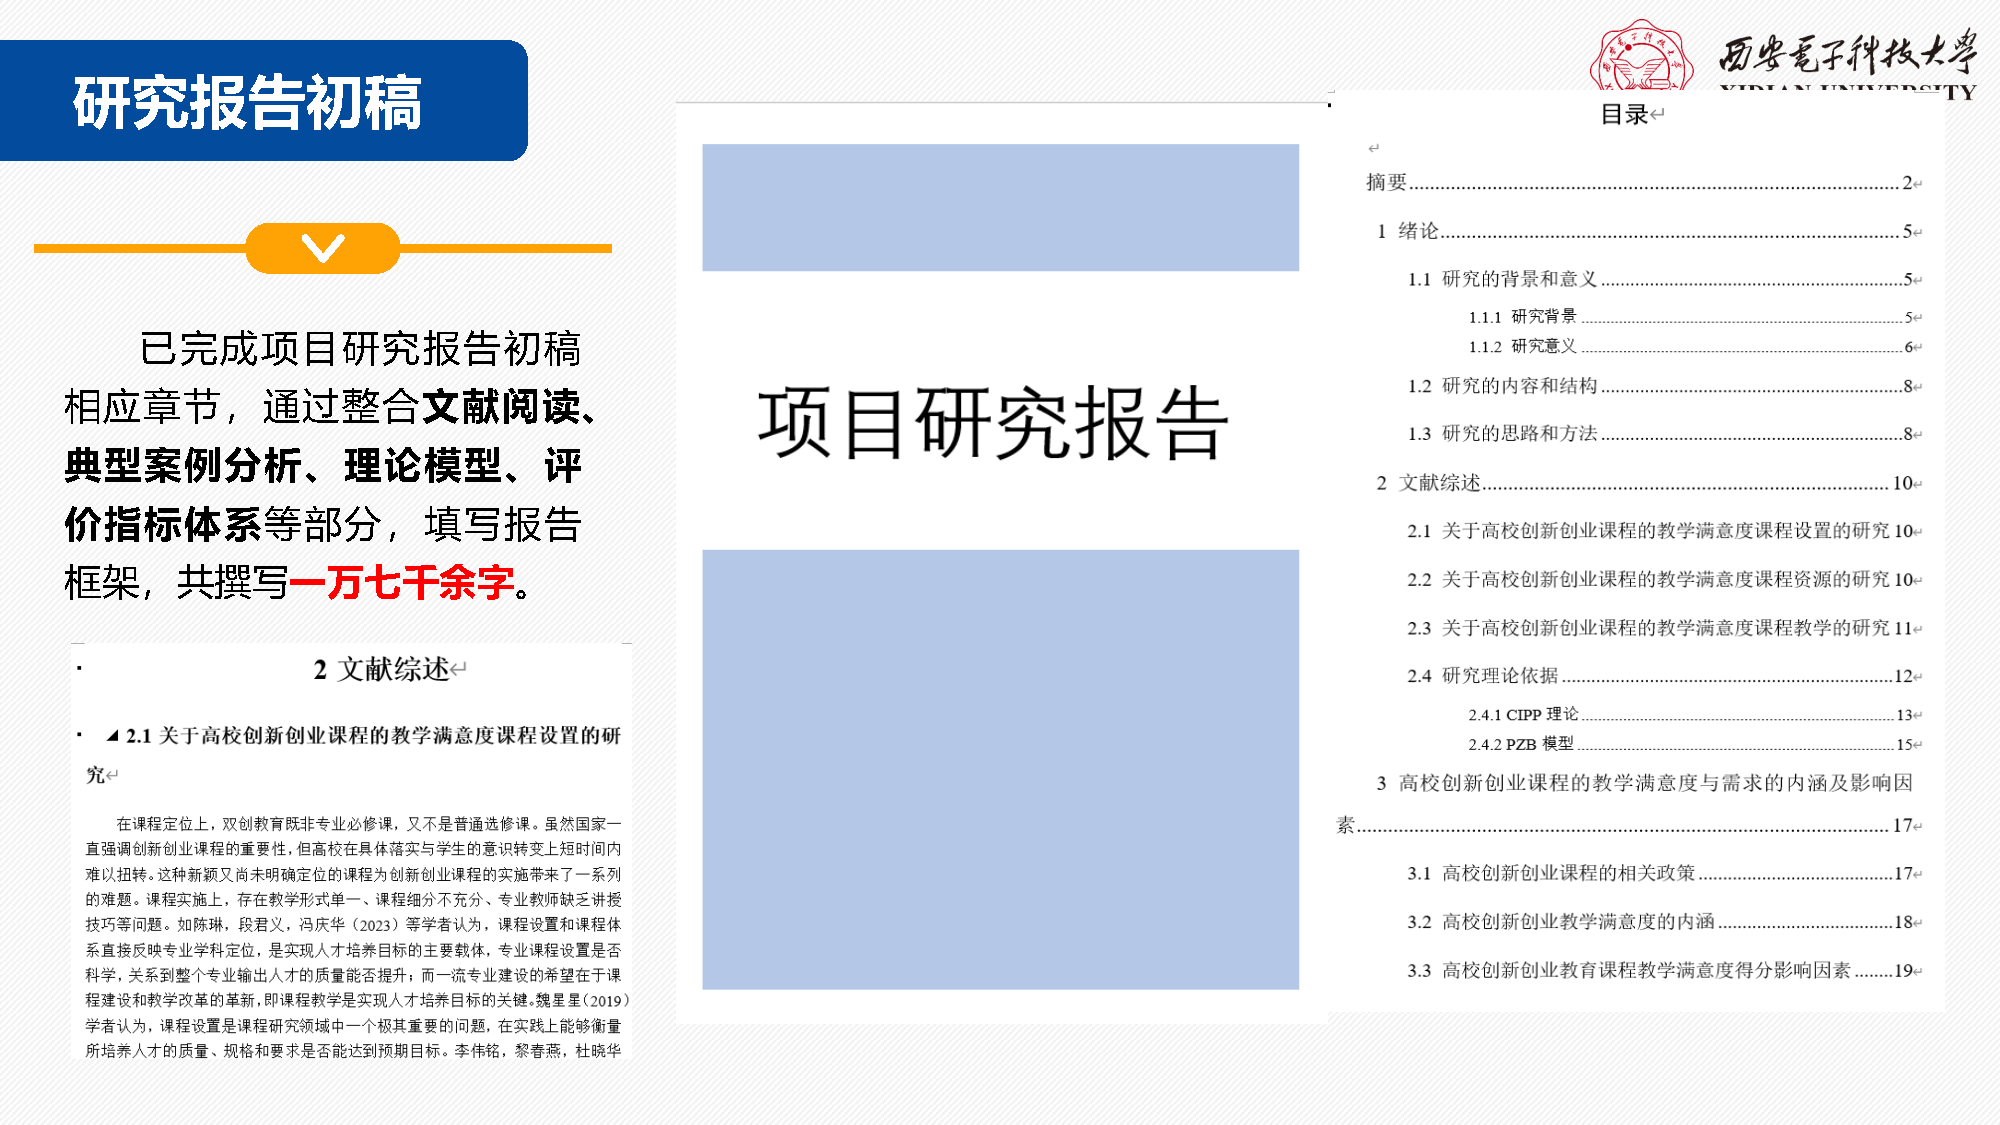 研究报告初稿
西安电子科技大学
XIDIAN UNIVERSITY
已完成项目研究报告初稿
相应章节，通过整合文献阅读、
典型案例分析、理论模型、评
价指标体系等部分，填写报告
框架，共撰写一万七千余字。
2 文献综述
2.1 关于高校创新创业课程的教学满意度课程设置的研
究
在课程定位上，双创教育既非专业必修课，又不是普通选修课。虽然国家一
直强调创新创业课程的重要性，但高校在具体落实与学生的意识转变上短时间内
难以扭转。这种新颖又尚未明确定位的课程为创新创业课程的实施带来了一系列
的难题。课程实施上，存在教学形式单一、课程细分不充分、专业教师缺乏讲授
技巧等问题。如陈琳，段君义，冯庆华（2023）等学者认为，课程设置和课程体
系直接反映专业学科定位，是实现人才培养目标的主要载体，专业课程设置是否
科学，关系到整个专业输出人才的质量能否提升；而一流专业建设的希望在于课
程建设和教学改革的革新，即课程教学是实现人才培养目标的关键。魏星星（2019）
学者认为，课程设置是课程研究领域中一个极其重要的问题，在实践上能够衡量
所培养人才的质量、规格和要求是否能达到预期目标。李伟铭，黎春燕，杜晓华
项目研究报告
目录
摘要 2
1 绪论 5
1.1 研究的背景和意义 5
1.1.1 研究背景 5
1.1.2 研究意义 6
1.2 研究的内容和结构 8
1.3 研究的思路和方法 8
2 文献综述 10
2.1 关于高校创新创业课程的教学满意度课程设置的研究 10
2.2 关于高校创新创业课程的教学满意度课程资源的研究 10
2.3 关于高校创新创业课程的教学满意度课程教学的研究 11
2.4 研究理论依据 12
2.4.1 CIPP 理论 13
2.4.2 PZB 模型 15
3 高校创新创业课程的教学满意度与需求的内涵及影响因
素 17
3.1 高校创新创业课程的相关政策 17
3.2 高校创新创业教学满意度的内涵 18
3.3 高校创新创业教育课程教学满意度得分影响因素 19